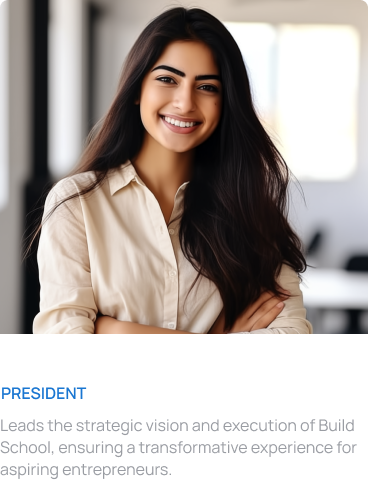 PRESIDENT
Leads the strategic vision and execution of Build
School, ensuring a transformative experience for
aspiring entrepreneurs.